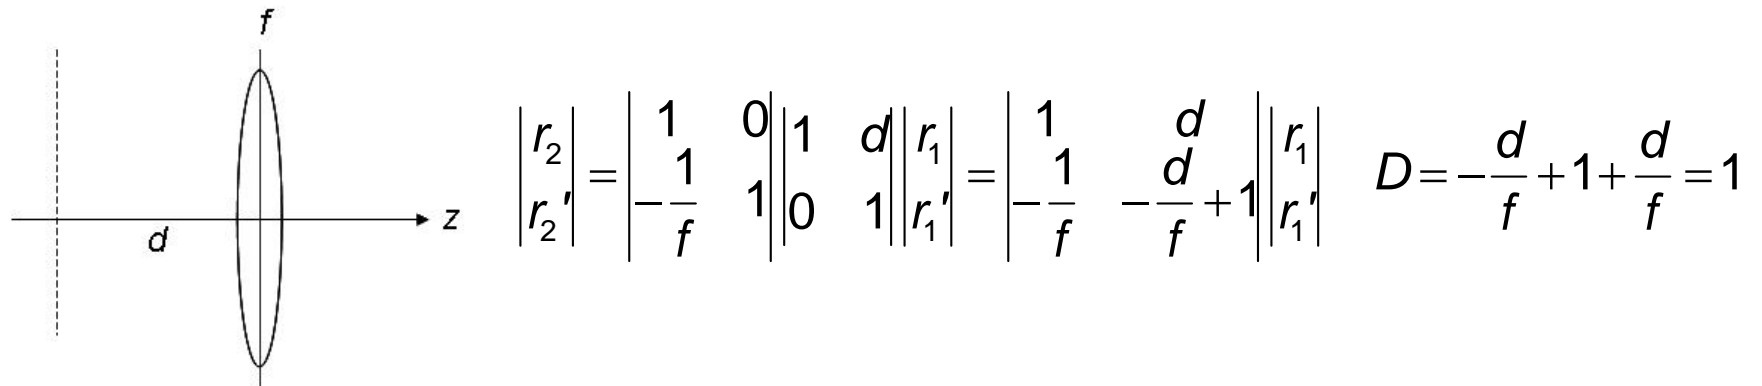 f
d
z
|r₂ r₂'| = |1 0 -1/f 1| |1 d 0 1| |r₁ r₁'| = |1 d -1/f -d/f+1| |r₁ r₁'| D = -d/f + 1 + d/f = 1